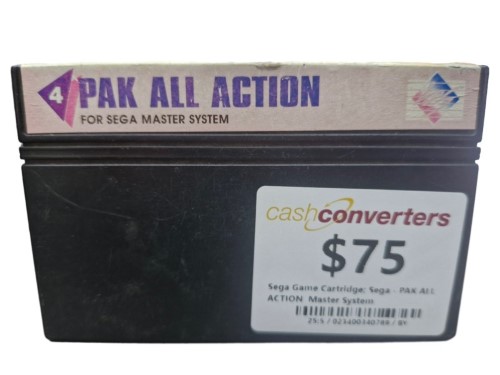 4 PAK ALL ACTION
FOR SEGA MASTER SYSTEM
cashconverters
$75
Sega Game Cartridge; Sega - PAK ALL
ACTION Master System